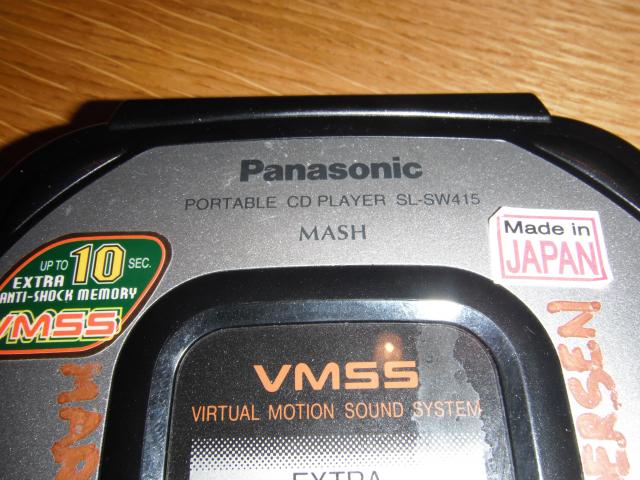 Panasonic
PORTABLE CD PLAYER SL-SW415
MASH
Made in
JAPAN
UP TO 10 SEC.
EXTRA
ANTI-SHOCK MEMORY
VMSS
VMSS
VIRTUAL MOTION SOUND SYSTEM
EXTRA